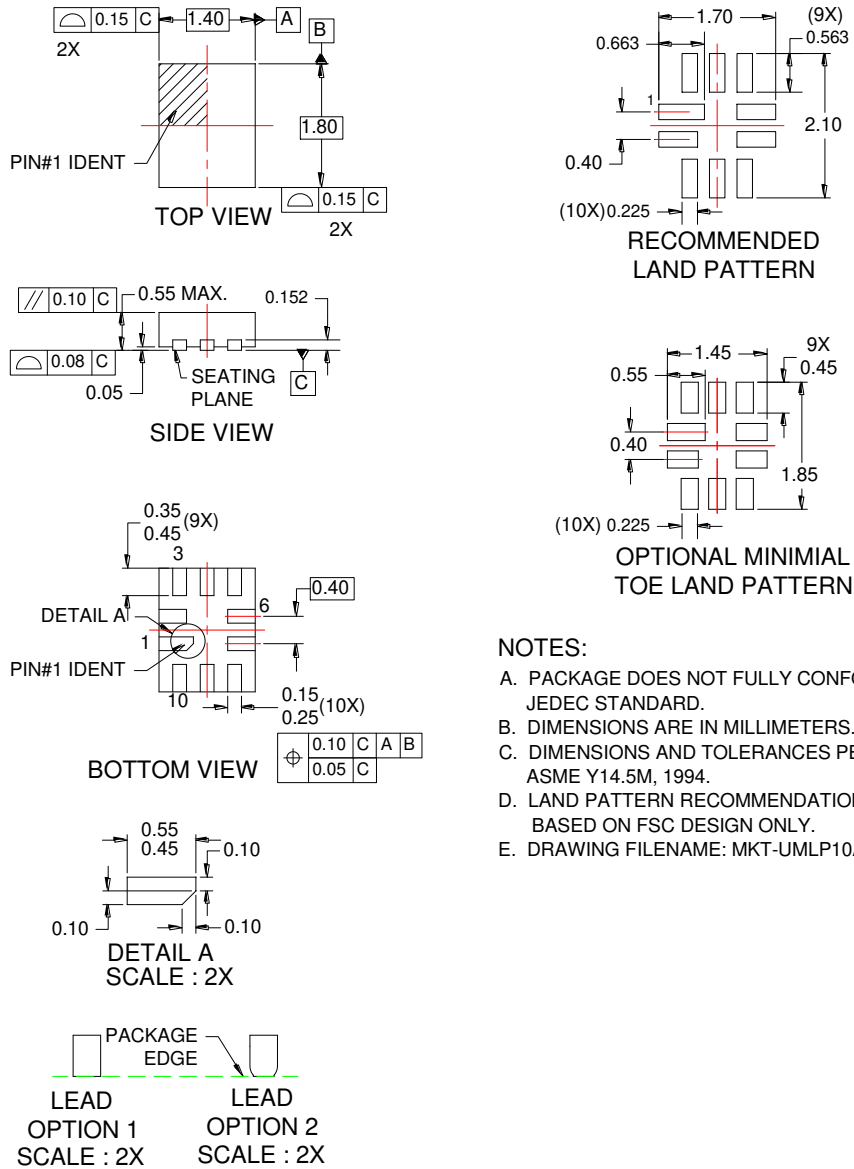 0.15 C
1.40
A
B
2X
1.80
PIN#1 IDENT
0.15 C
TOP VIEW
2X
0.10 C
0.55 MAX.
0.152
0.08 C
0.05
SEATING
PLANE
C
SIDE VIEW
0.35
0.45 (9X)
3
0.40
DETAIL A
6
1
PIN#1 IDENT
10
0.15
0.25 (10X)
BOTTOM VIEW
0.10 C A B
0.05 C
0.55
0.45
0.10
0.10
0.10
DETAIL A
SCALE : 2X
PACKAGE
EDGE
LEAD
OPTION 1
SCALE : 2X
LEAD
OPTION 2
SCALE : 2X
1.70
(9X)
0.563
0.663
1
2.10
0.40
(10X) 0.225
RECOMMENDED
LAND PATTERN
1.45
9X
0.45
0.55
0.40
1.85
(10X) 0.225
OPTIONAL MINIMIAL
TOE LAND PATTERN
NOTES:
A. PACKAGE DOES NOT FULLY CONFO
JEDEC STANDARD.
B. DIMENSIONS ARE IN MILLIMETERS.
C. DIMENSIONS AND TOLERANCES PE
ASME Y14.5M, 1994.
D. LAND PATTERN RECOMMENDATION
BASED ON FSC DESIGN ONLY.
E. DRAWING FILENAME: MKT-UMLP10